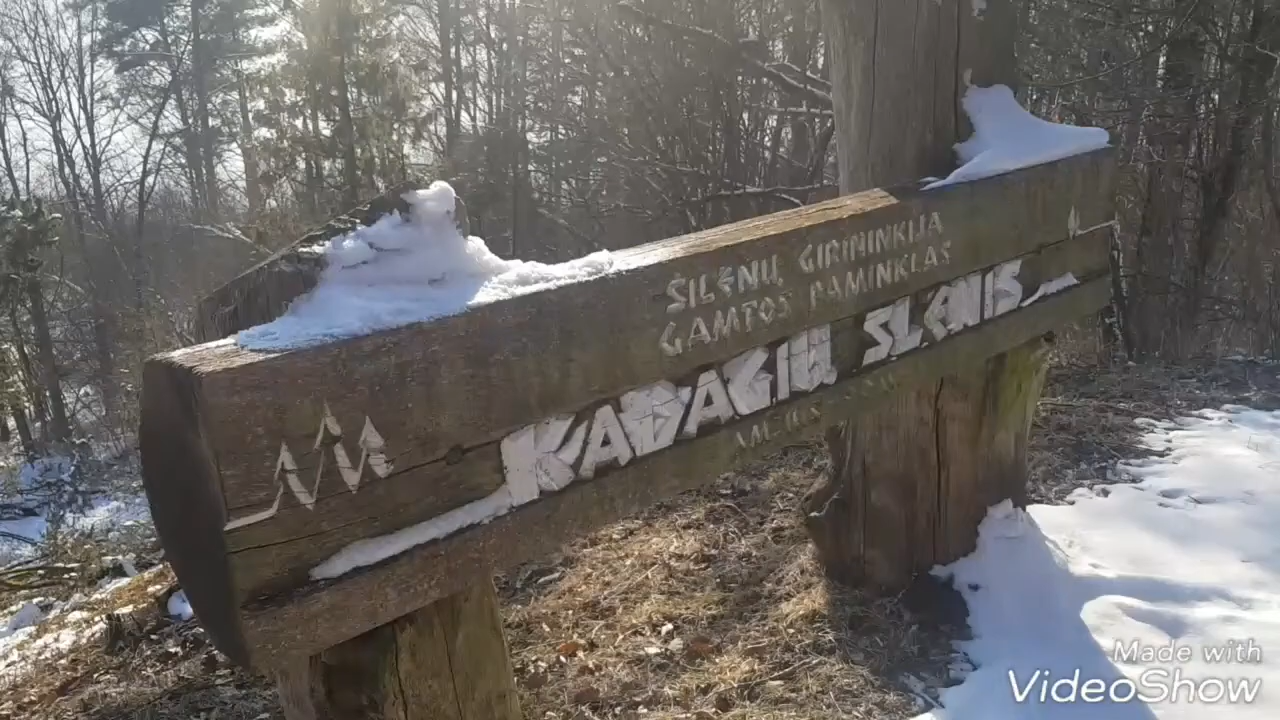 ŠILĖNŲ GIRININKIJA
GAMTOS PAMINKLAS
KADAGIŲ SLĖNIS
Made with
VideoShow